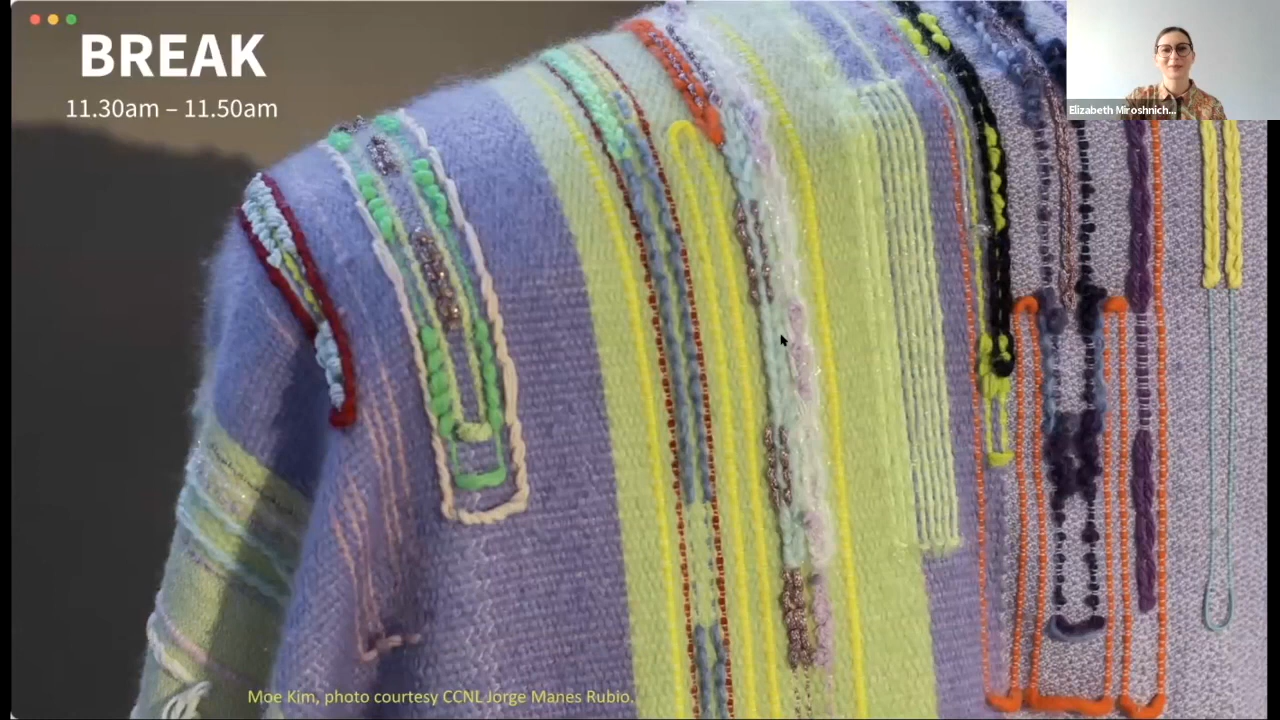 BREAK
11.30am – 11.50am
Elizabeth Miroshnich...
Moe Kim, photo courtesy CCNL Jorge Manes Rubio.